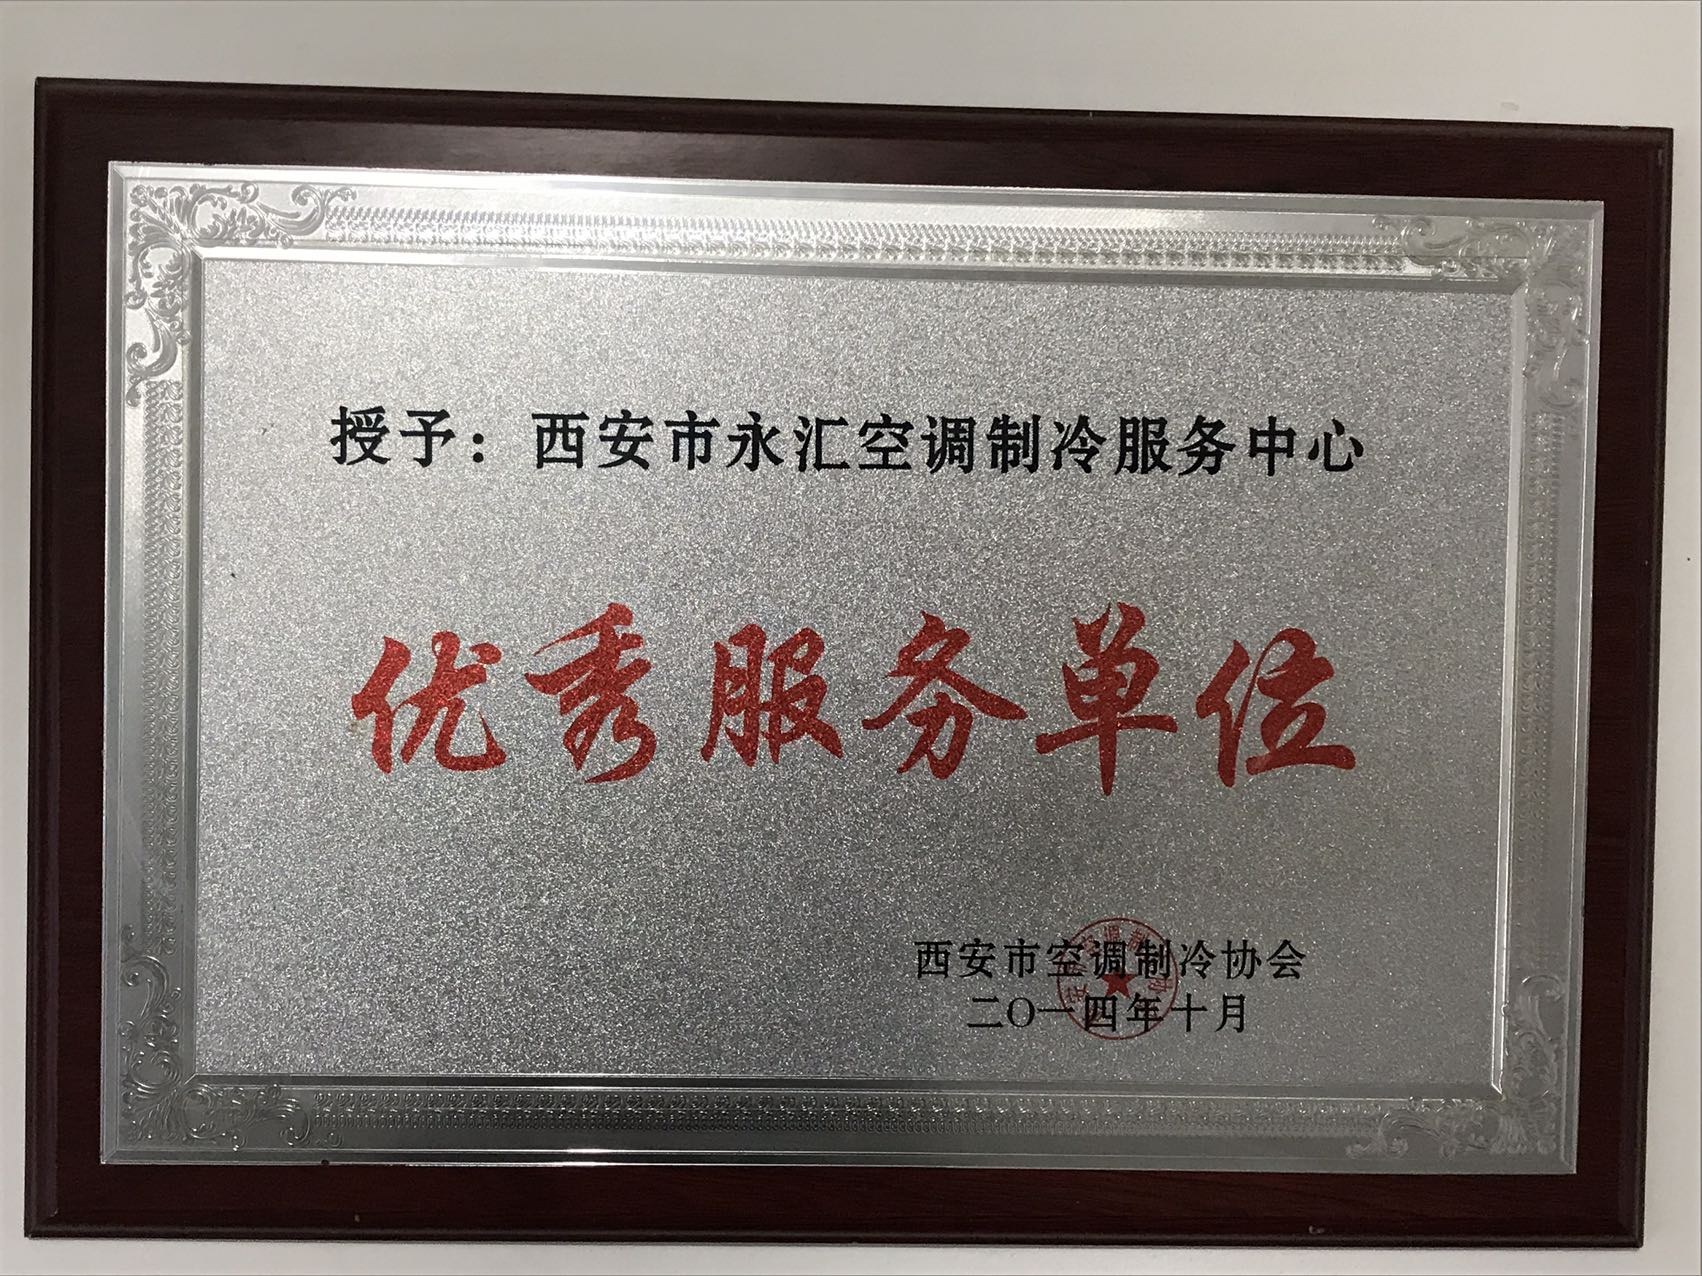 授予：西安市永汇空调制冷服务中心
优秀服务单位
西安市空调制冷协会
二〇一四年十月